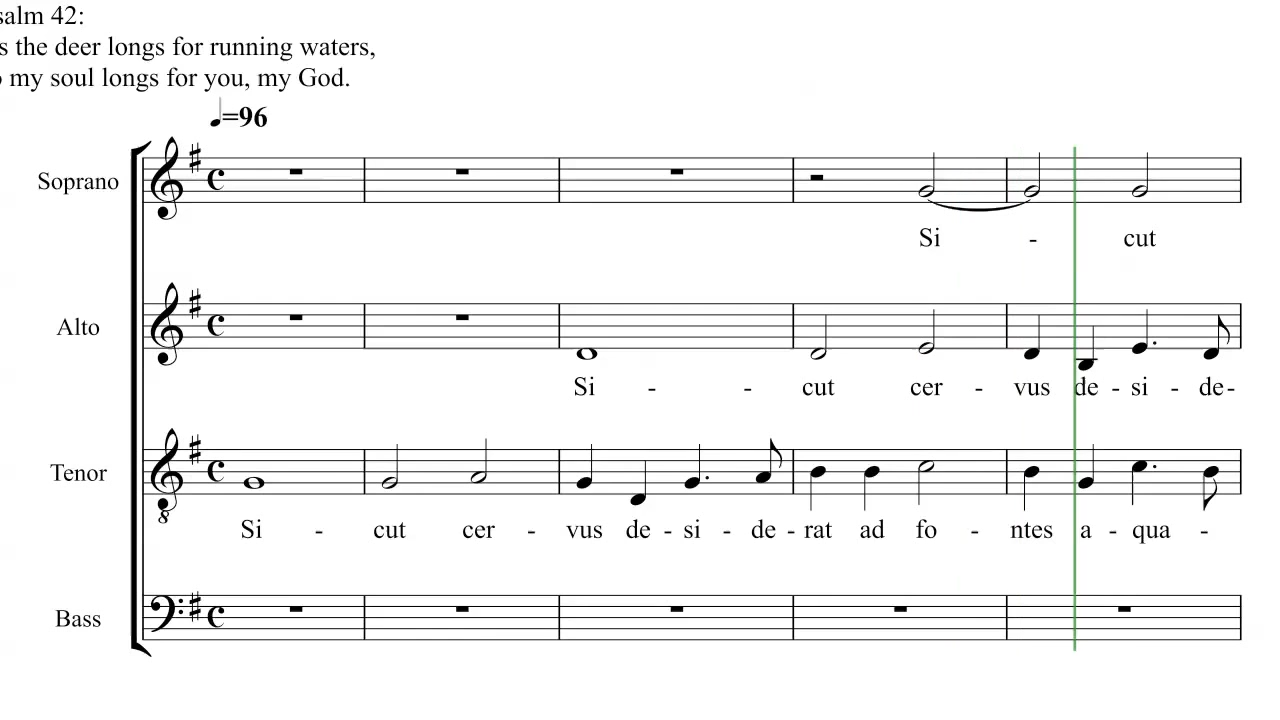 salm 42:
s the deer longs for running waters,
o my soul longs for you, my God.
=96
Soprano
Si - cut
Alto
Si - - cut cer - vus de - si - de-
Tenor
8
Si - cut cer - vus de - si - de - rat ad fo - ntes a - qua -
Bass